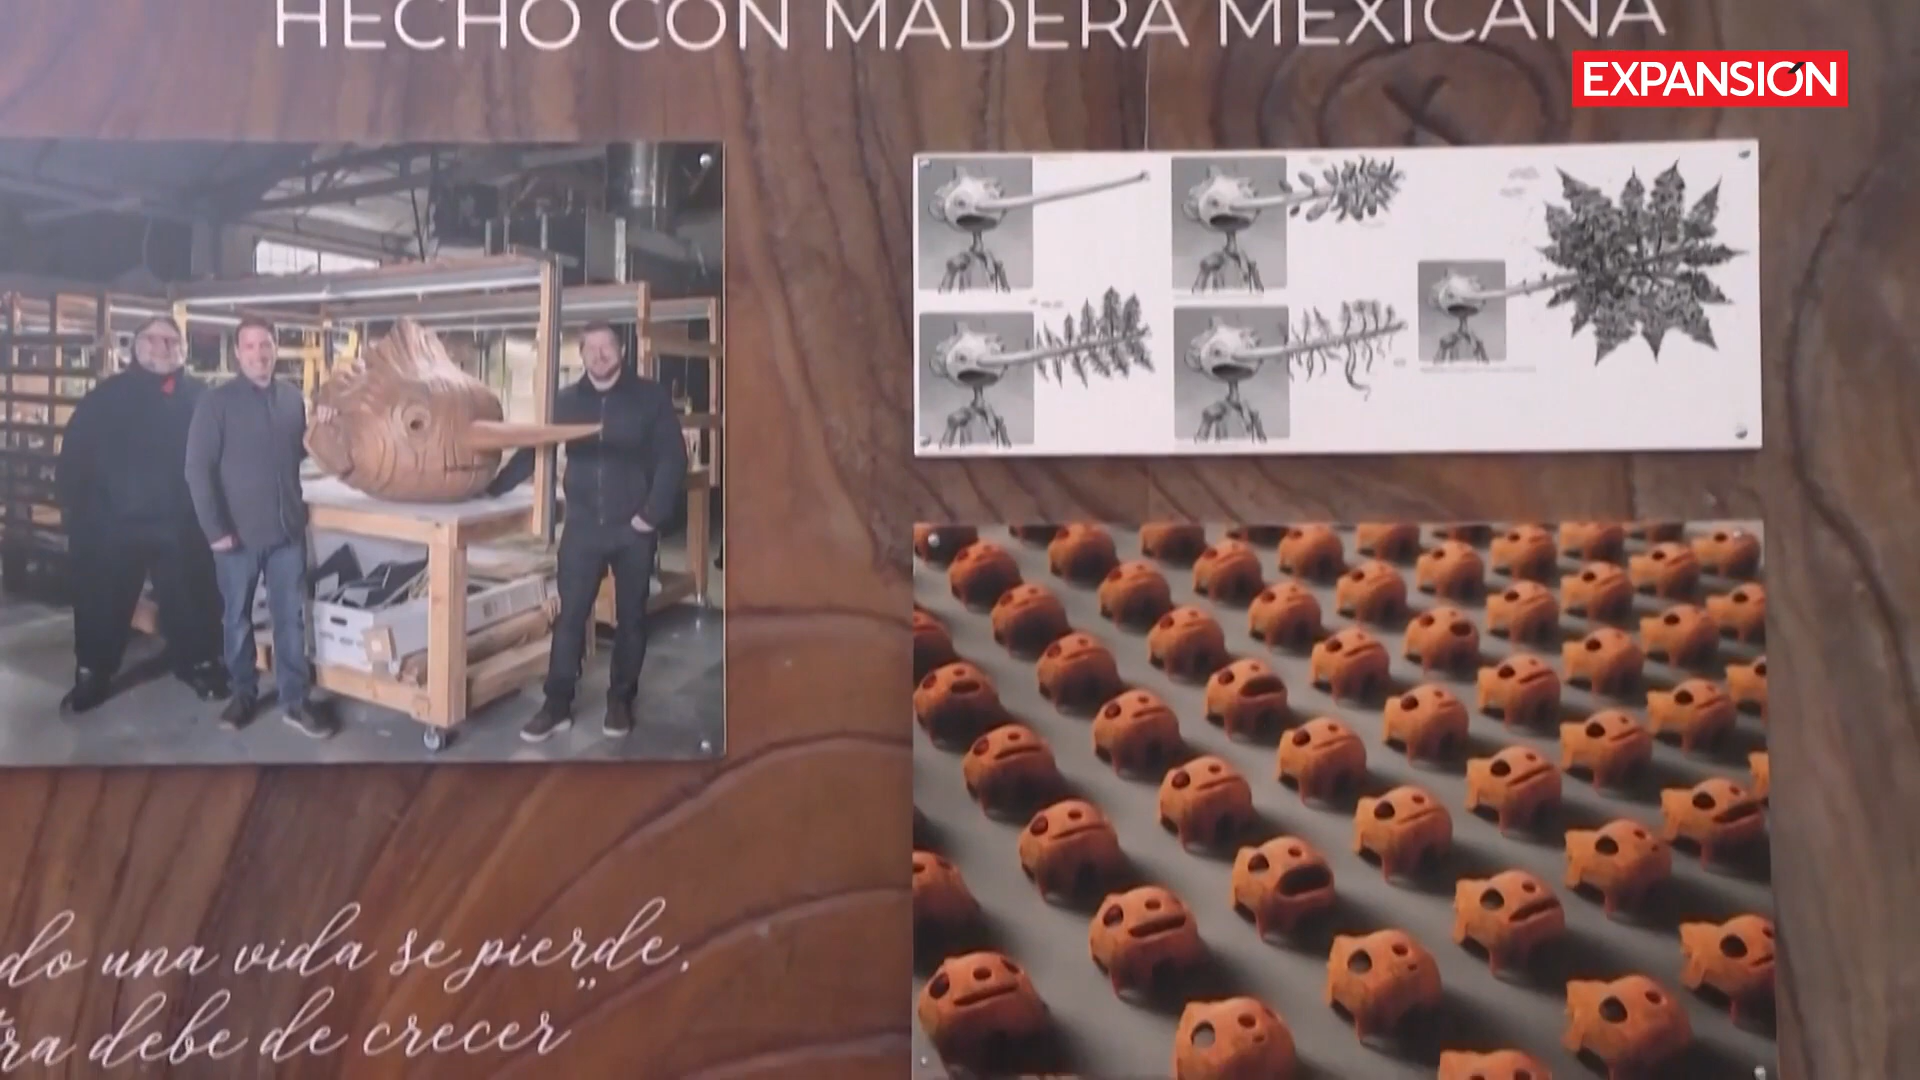 HECHO CON MADERA MEXICANA
EXPANSIÓN
do una vida se pierde,
ra debe de crecer"